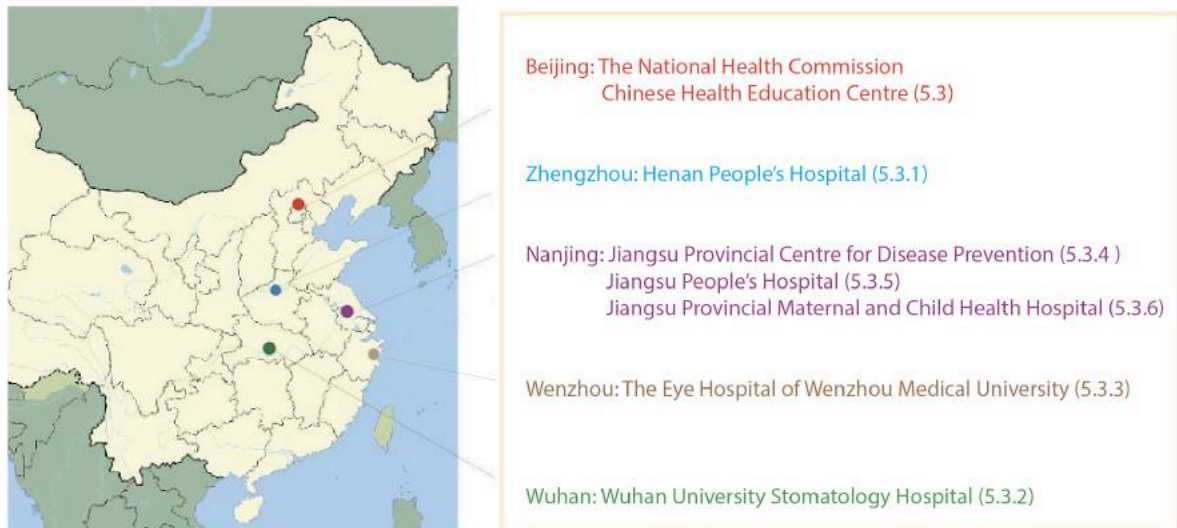 Beijing: The National Health Commission
Chinese Health Education Centre (5.3)
Zhengzhou: Henan People's Hospital (5.3.1)
Nanjing: Jiangsu Provincial Centre for Disease Prevention (5.3.4 )
Jiangsu People's Hospital (5.3.5)
Jiangsu Provincial Maternal and Child Health Hospital (5.3.6)
Wenzhou: The Eye Hospital of Wenzhou Medical University (5.3.3)
Wuhan: Wuhan University Stomatology Hospital (5.3.2)